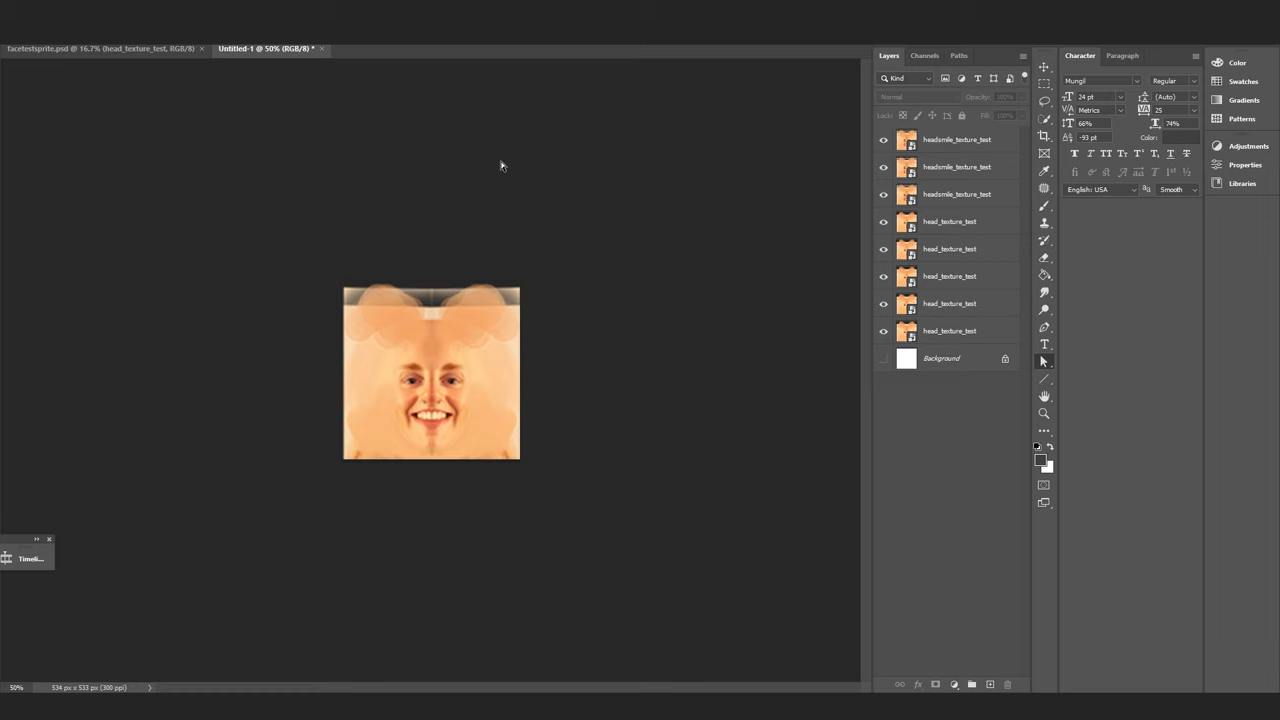 facetestsprite.psd @ 16.7% (head_texture_test, RGB/8) ×
Untitled-1 @ 50% (RGB/8) * ×
Layers Channels Paths
Kind
Normal Opacity: 100%
Lock: Fill: 100%
headsmile_texture_test
headsmile_texture_test
headsmile_texture_test
head_texture_test
head_texture_test
head_texture_test
head_texture_test
head_texture_test
Background
Character Paragraph
Mungil Regular
24 pt (Auto)
Metrics 25
66% 74%
-93 pt Color:
English: USA Smooth
Color
Swatches
Gradients
Patterns
Adjustments
Properties
Libraries
Timeli...
50% 534 px x 533 px (300 ppi)